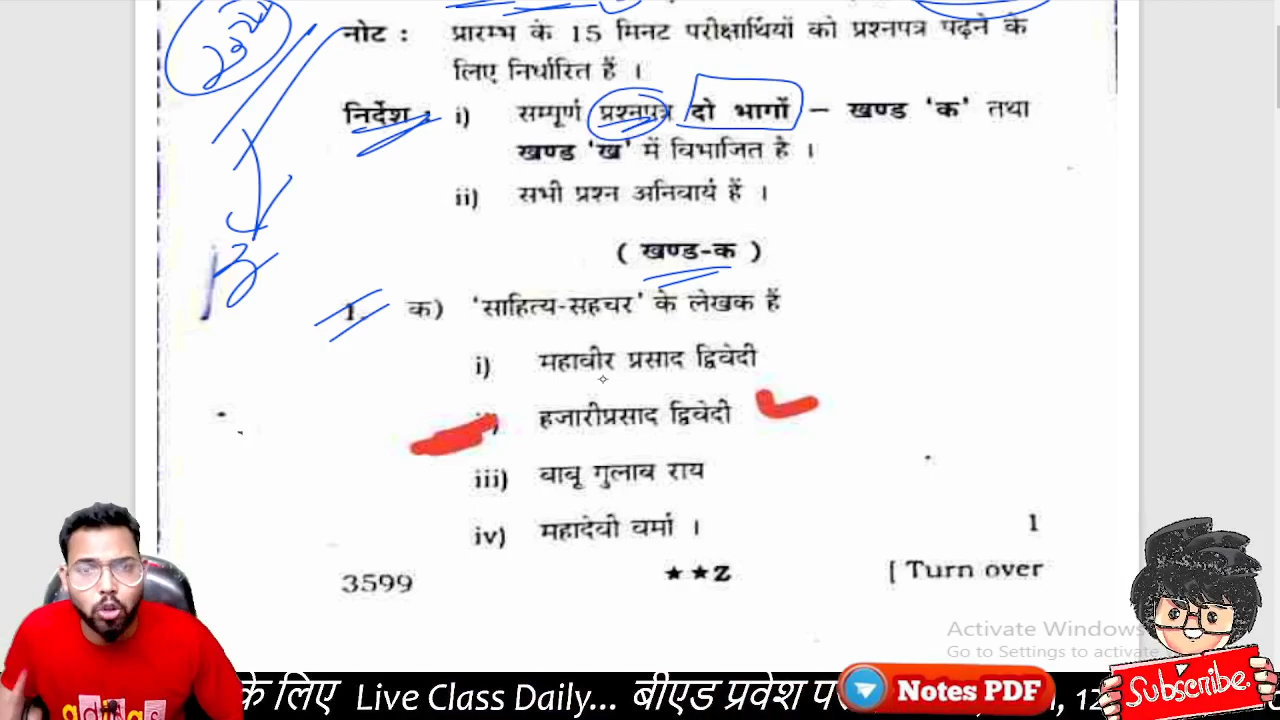 नोट : प्रारम्भ के 15 मिनट परीक्षार्थियों को प्रश्नपत्र पढ़ने के
लिए निर्धारित हैं ।
निर्देश : i) सम्पूर्ण प्रश्नपत्र दो भागों – खण्ड 'क' तथा
खण्ड 'ख' में विभाजित है ।
ii) सभी प्रश्न अनिवार्य हैं ।
( खण्ड-क )
1. क) 'साहित्य-सहचर' के लेखक हैं
i) महावीर प्रसाद द्विवेदी
ii) हजारीप्रसाद द्विवेदी
iii) बाबू गुलाब राय
iv) महादेवी वर्मा । 1
3599 ★★Z [ Turn over
Activate Windows
Go to Settings to activate
के लिए Live Class Daily... बीएड प्रवेश
Notes PDF
Subscribe